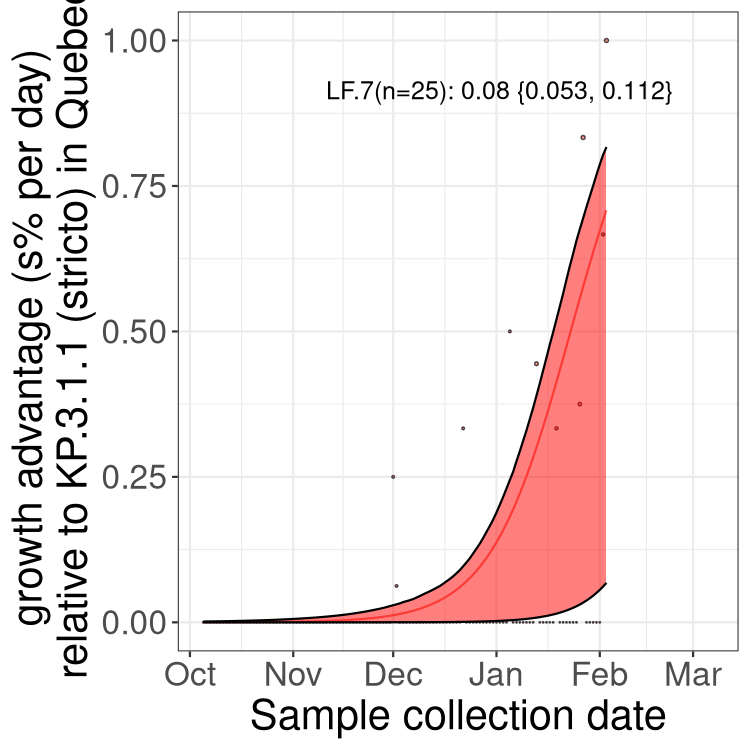 growth advantage (s% per day)
relative to KP.3.1.1 (stricto) in Quebec
1.00
0.75
0.50
0.25
0.00
LF.7(n=25): 0.08 {0.053, 0.112}
Oct Nov Dec Jan Feb Mar
Sample collection date